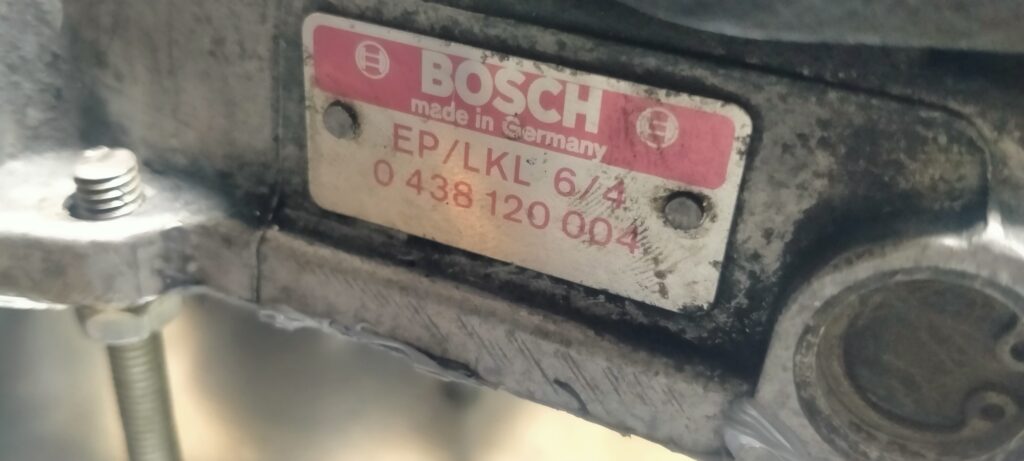 BOSCH
made in Germany
EP/LKL 6/4
0 438 120 004